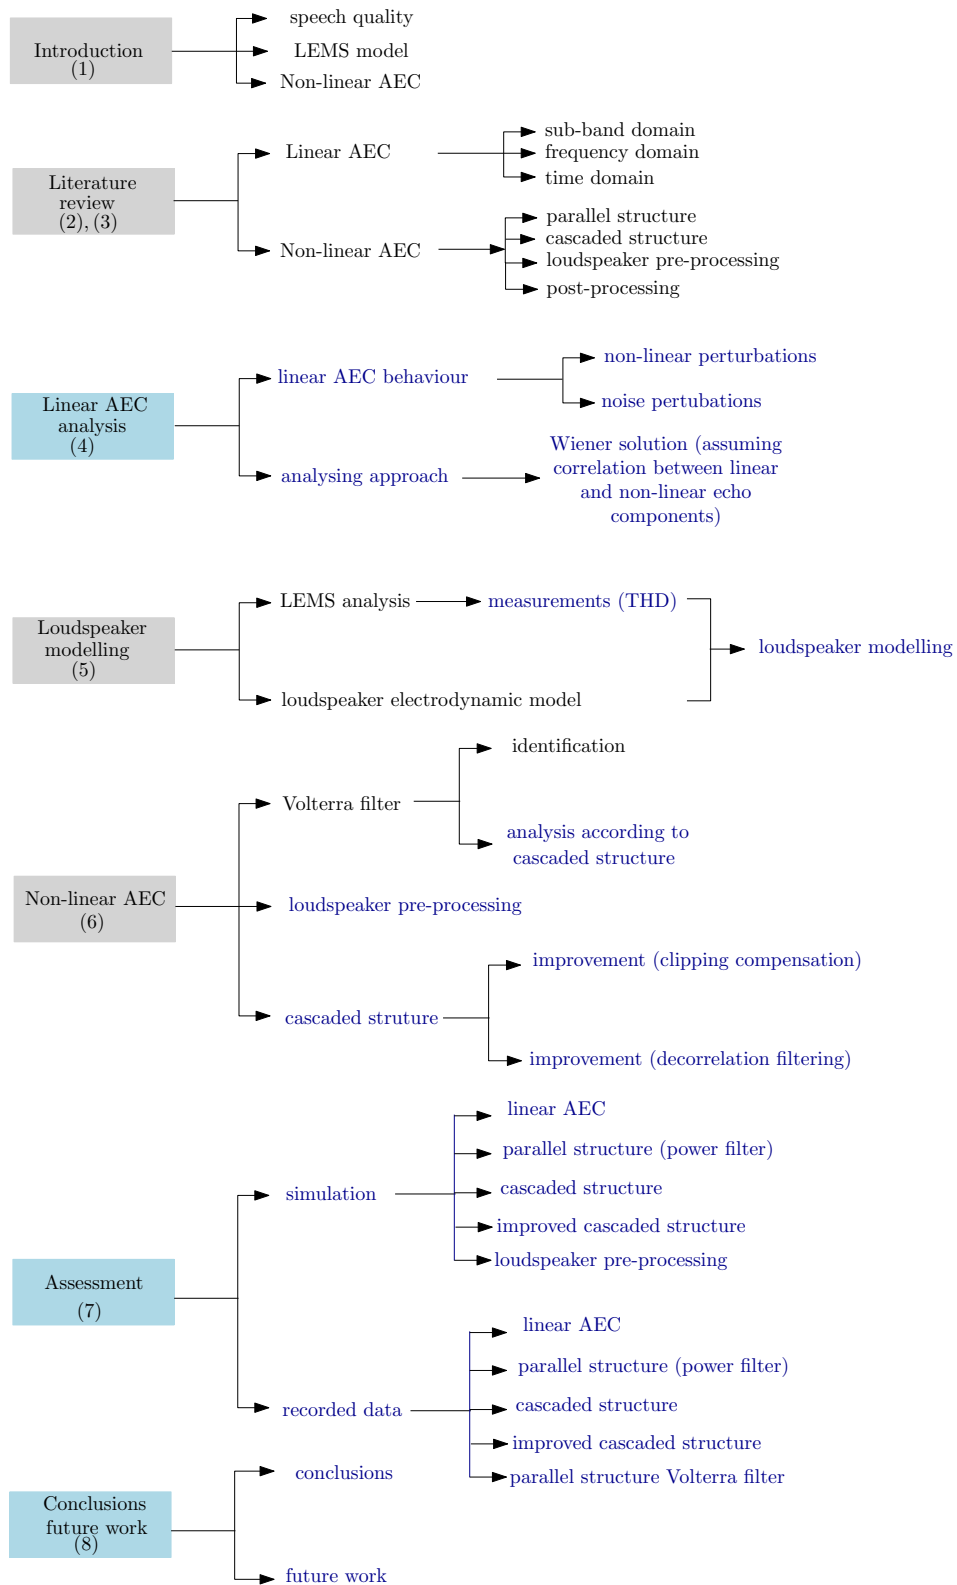 Introduction
(1)
speech quality
LEMS model
Non-linear AEC
Literature
review
(2), (3)
Linear AEC
sub-band domain
frequency domain
time domain
Non-linear AEC
parallel structure
cascaded structure
loudspeaker pre-processing
post-processing
Linear AEC
analysis
(4)
linear AEC behaviour
non-linear perturbations
noise pertubations
analysing approach
Wiener solution (assuming
correlation between linear
and non-linear echo
components)
Loudspeaker
modelling
(5)
LEMS analysis
measurements (THD)
loudspeaker electrodynamic model
loudspeaker modelling
Non-linear AEC
(6)
Volterra filter
identification
analysis according to
cascaded structure
loudspeaker pre-processing
cascaded struture
improvement (clipping compensation)
improvement (decorrelation filtering)
Assessment
(7)
simulation
linear AEC
parallel structure (power filter)
cascaded structure
improved cascaded structure
loudspeaker pre-processing
recorded data
linear AEC
parallel structure (power filter)
cascaded structure
improved cascaded structure
parallel structure Volterra filter
Conclusions
future work
(8)
conclusions
future work